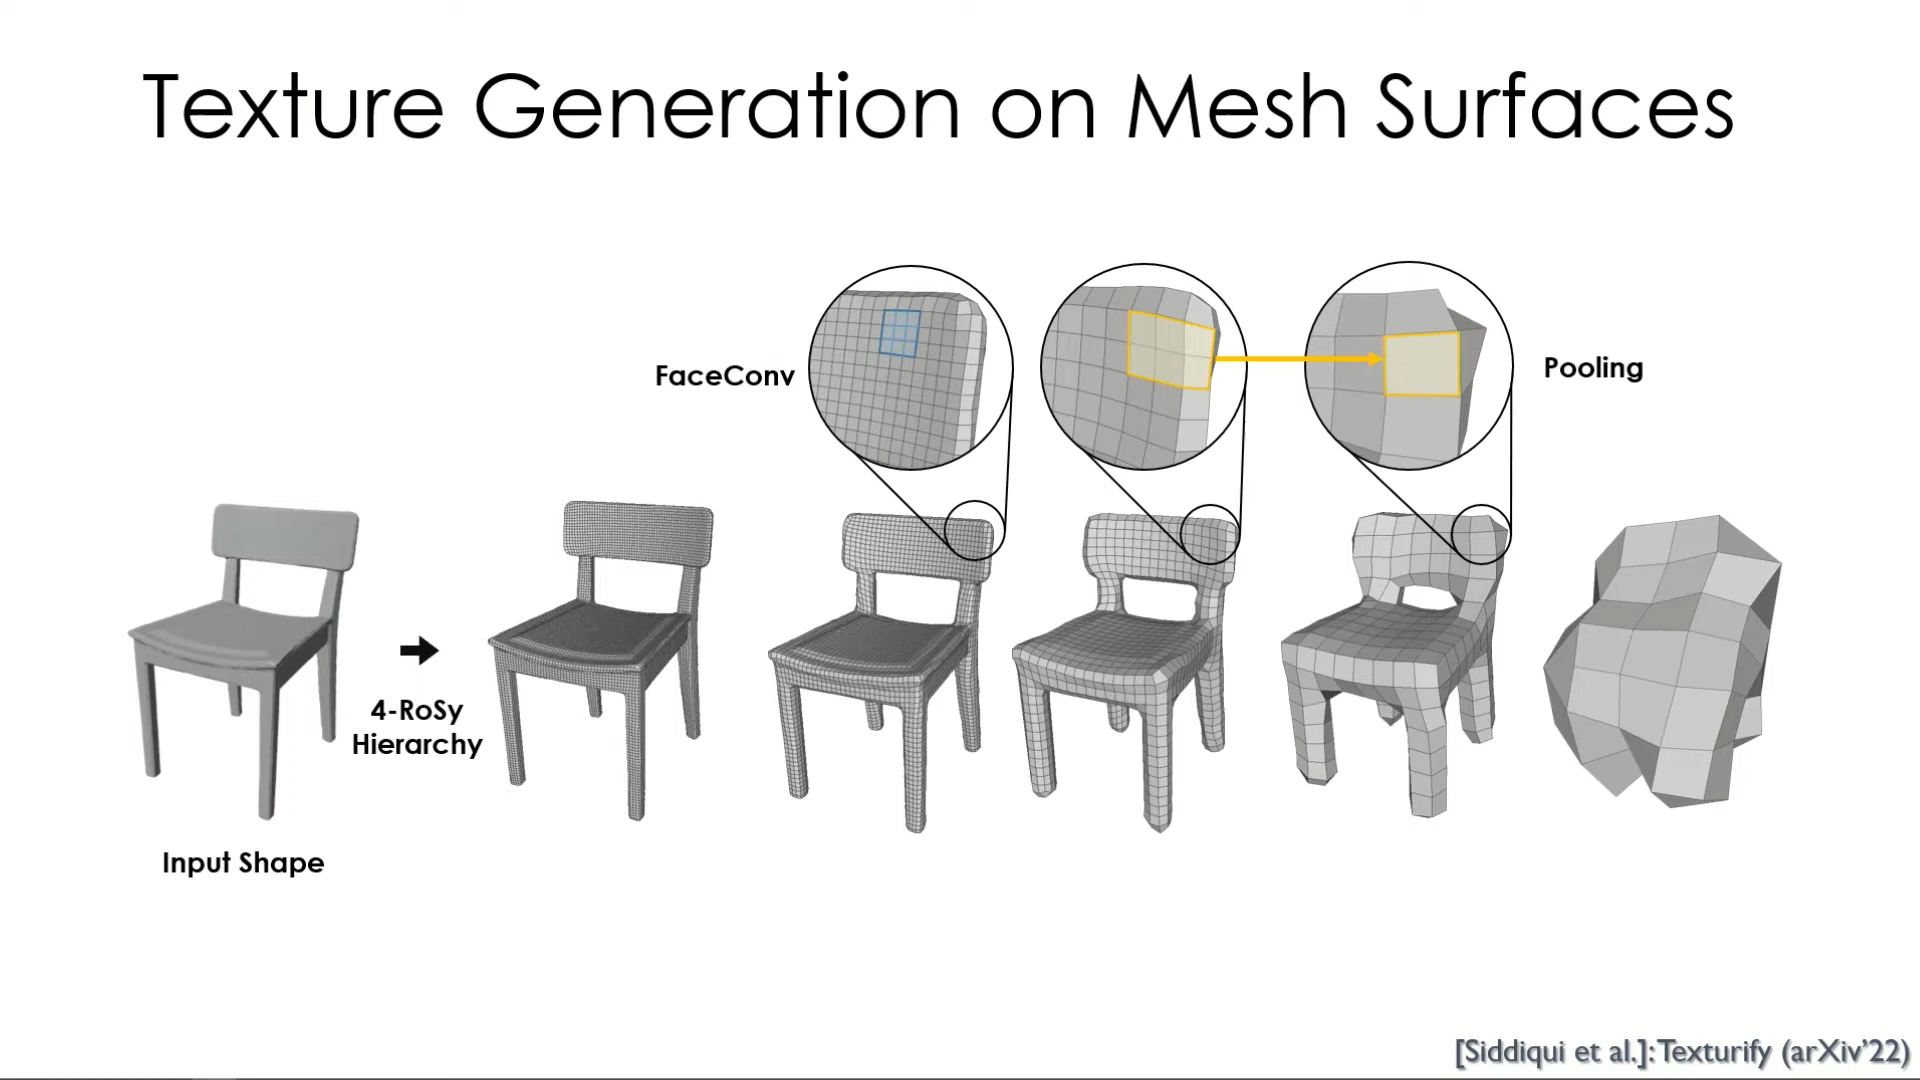 Texture Generation on Mesh Surfaces
FaceConv
Pooling
4-RoSy
Hierarchy
Input Shape
[Siddiqui et al.]: Texturify (arXiv'22)